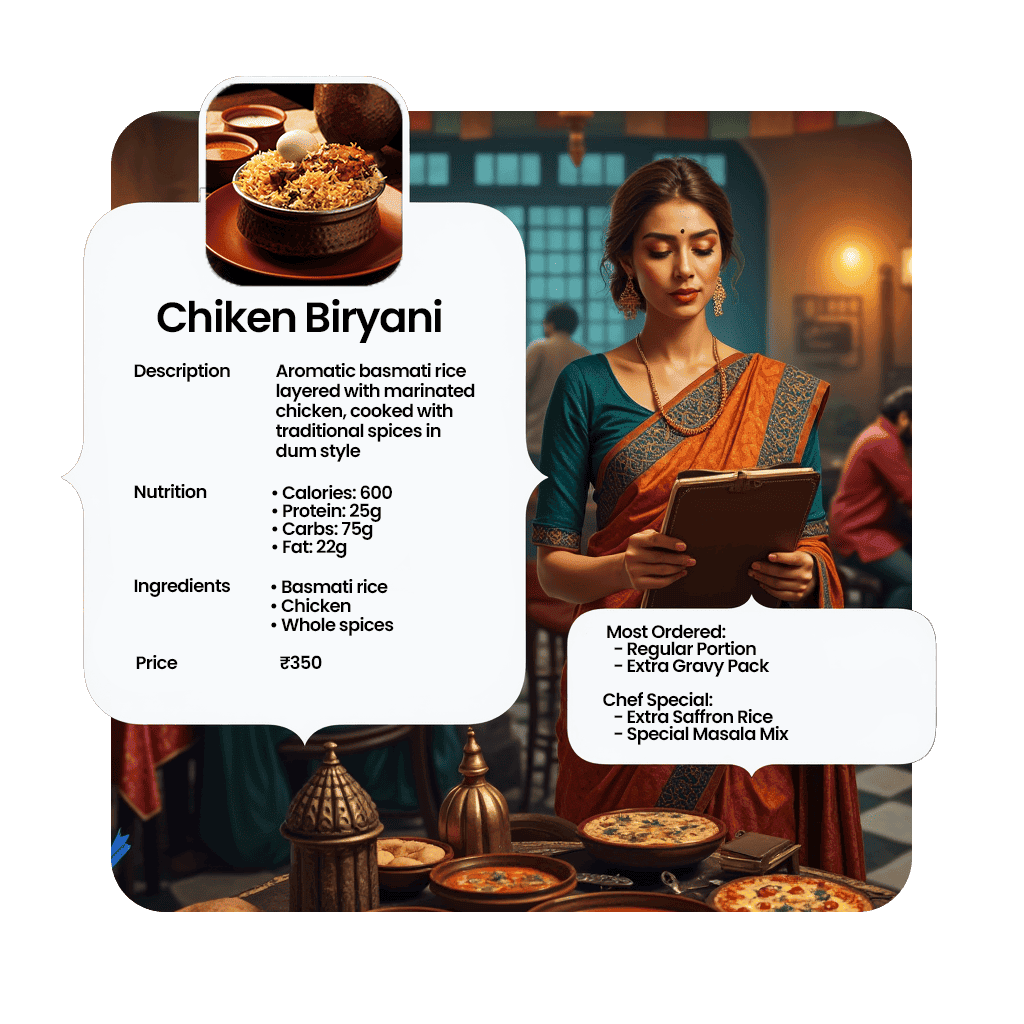 Chiken Biryani
Description
Aromatic basmati rice
layered with marinated
chicken, cooked with
traditional spices in
dum style
Nutrition
• Calories: 600
• Protein: 25g
• Carbs: 75g
• Fat: 22g
Ingredients
• Basmati rice
• Chicken
• Whole spices
Price
₹350
Most Ordered:
- Regular Portion
- Extra Gravy Pack
Chef Special:
- Extra Saffron Rice
- Special Masala Mix